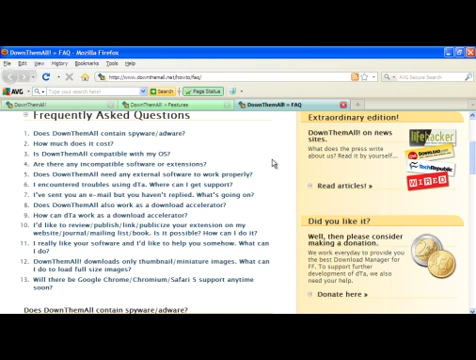 DownThemAll! » FAQ - Mozilla Firefox
File Edit View History Bookmarks Tools Help
http://www.downthemall.net/howto/faq/
AVG Secure Search
AVG Search Page Status
DownThemAll! DownThemAll! » Features DownThemAll! » FAQ
Frequently Asked Questions
1. Does DownThemAll! contain spyware/adware?
2. How much does it cost?
3. Is DownThemAll! compatible with my OS?
4. Are there any incompatible software or extensions?
5. Does DownThemAll! need any external software to work properly?
6. I encountered troubles using dTa. Where can I get support?
7. I've sent you an e-mail but you haven't replied. What's going on?
8. Does DownThemAll! also work as a download accelerator?
9. How can dTa work as a download accelerator?
10. I'd like to review/publish/link/publicize your extension on my
website/journal/mailing list/book. Is it possible? How can I do it?
11. I really like your software and I'd like to help you somehow. What can
I do?
12. DownThemAll! downloads only thumbnail/miniature images. What
can I do to load full size images?
13. Will there be Google Chrome/Chromium/Safari 5 support anytime
soon?
Does DownThemAll! contain spyware/adware?
Extraordinary edition!
DownThemAll! on news
sites.
What does the press write
about us? Read it by yourself...
lifehacker
Download.com
TechRepublic
WIRED
Read articles! »
Did you like it?
Well, then please consider
making a donation.
We work everyday to provide you
the best Download Manager for
FF. To support further
development of dTa, we also
need your help.
Donate here »